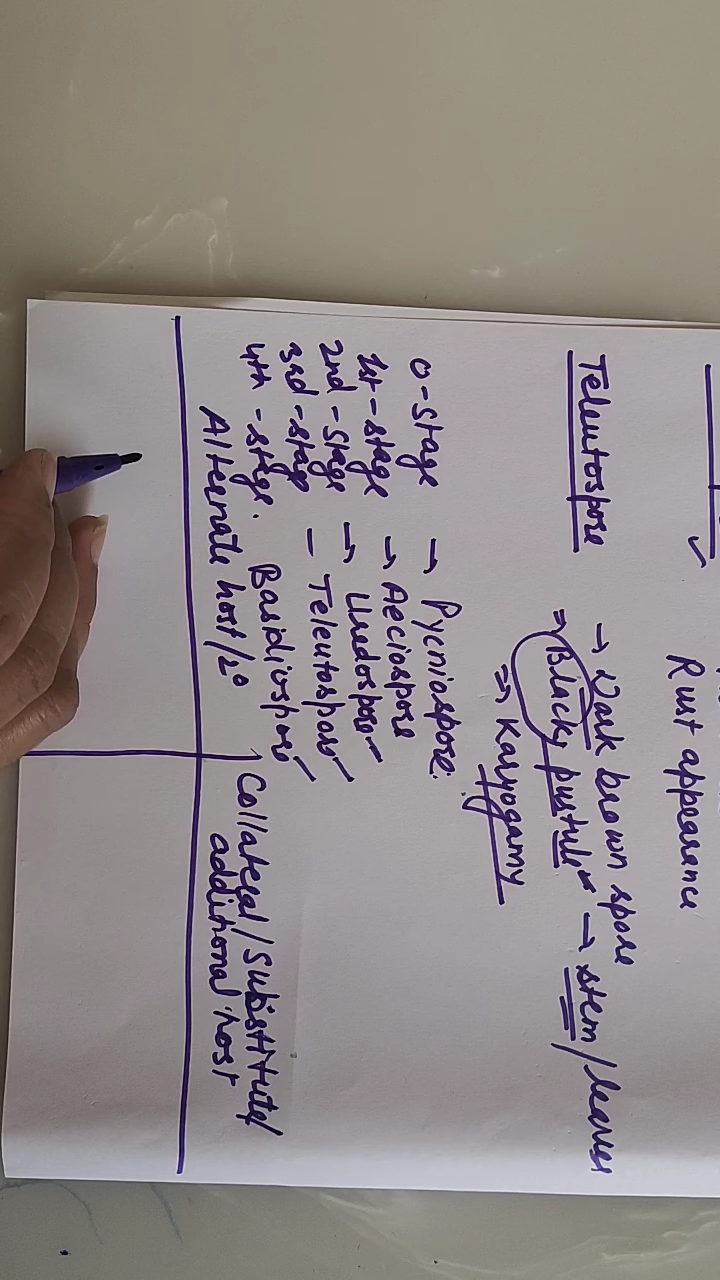 Rust appearance
Teleutospore → Dark brown spore
⇒ Black pustule → stem/leaves
⇒ Karyogamy
0-stage → Pycniospore
1st-stage → Aeciospore
2nd-stage → Uredospore
3rd-stage - Teleutospore
4th-stage. Basidiospore
Alternate host/2° Collateral/Substitute/
additional host